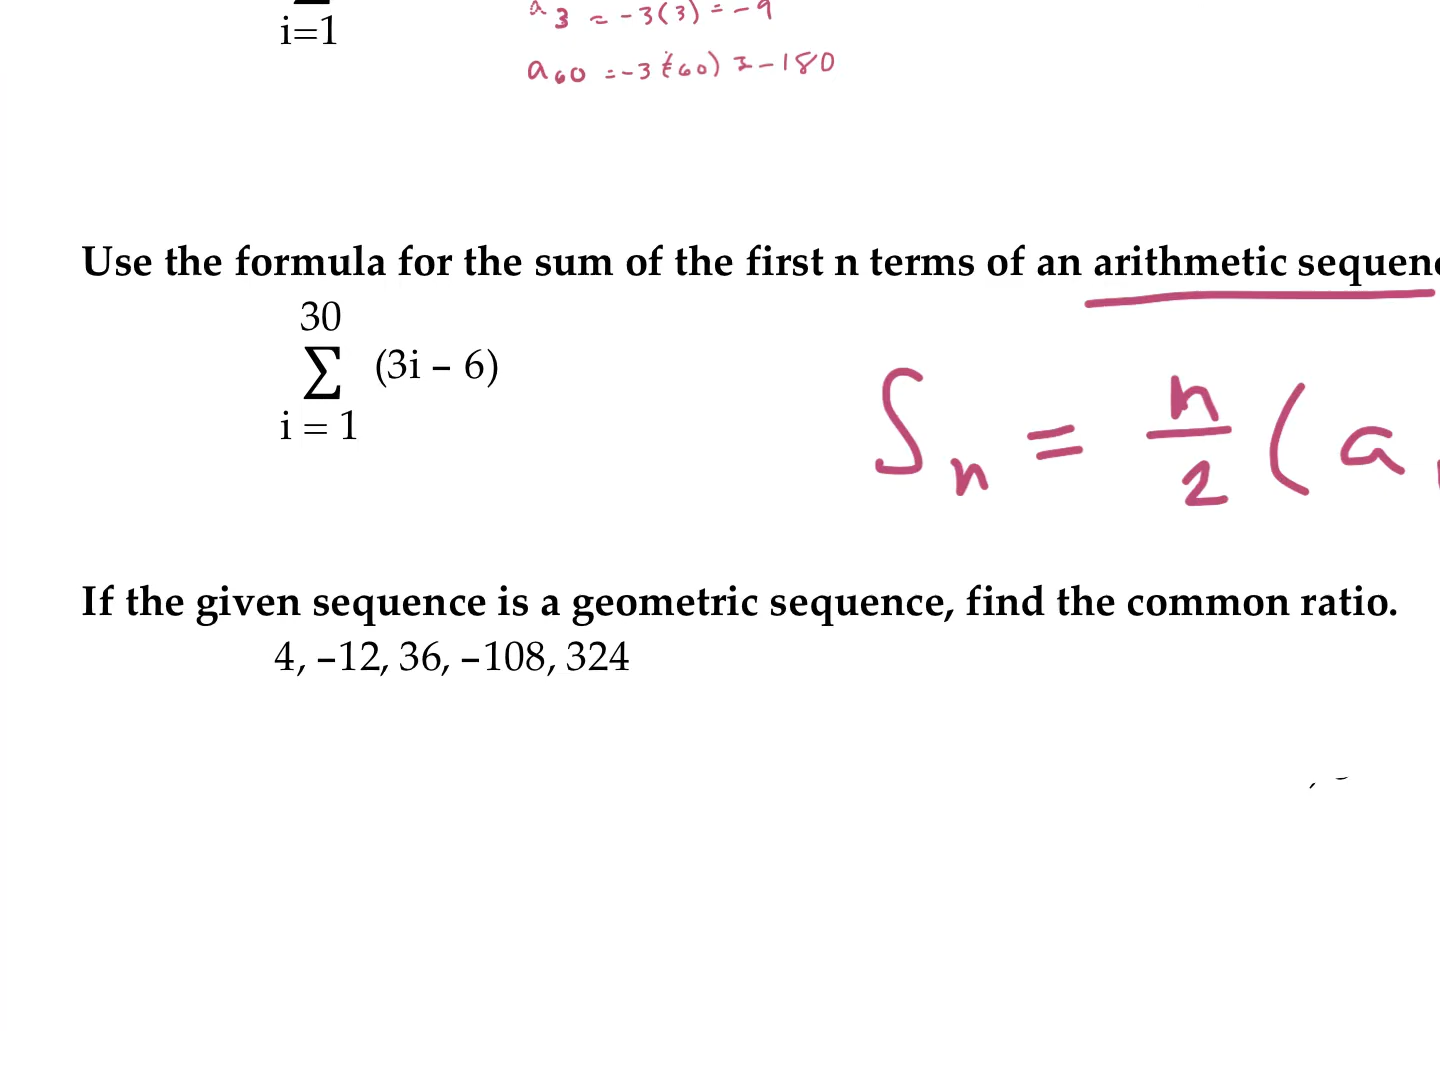 i=1
a3 = -3(3) = -9
a60 = -3(60) = -180
Use the formula for the sum of the first n terms of an arithmetic sequenc
30
Σ (3i – 6)
i = 1
Sn = n/2 ( a
If the given sequence is a geometric sequence, find the common ratio.
4, –12, 36, –108, 324